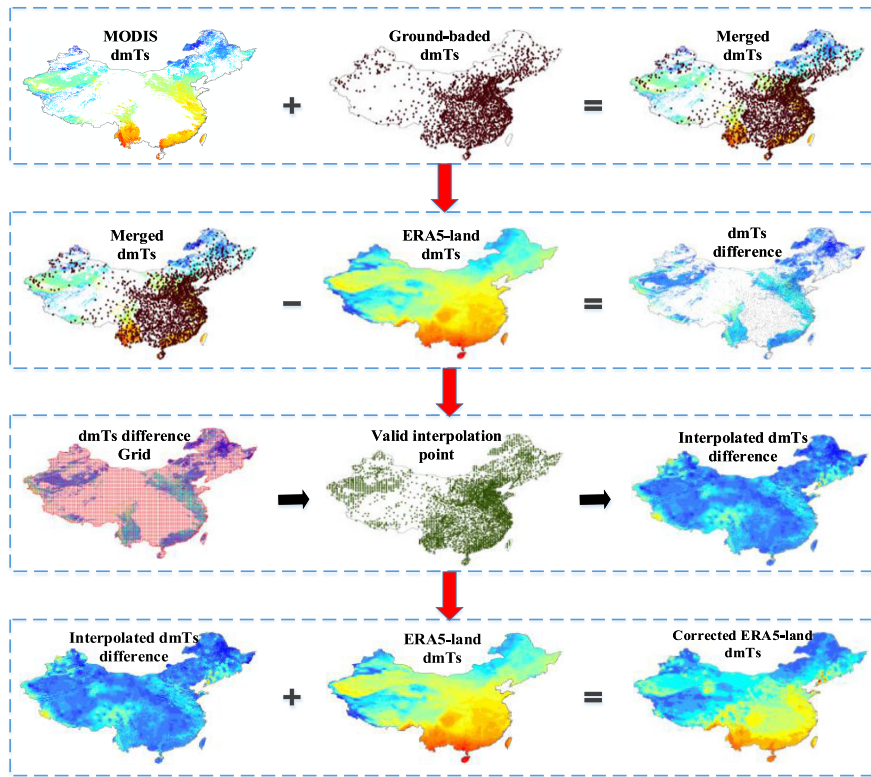 MODIS
dmTs
Ground-baded
dmTs
Merged
dmTs
+
=
Merged
dmTs
ERA5-land
dmTs
dmTs
difference
−
=
dmTs difference
Grid
Valid interpolation
point
Interpolated dmTs
difference
Interpolated dmTs
difference
ERA5-land
dmTs
Corrected ERA5-land
dmTs
+
=